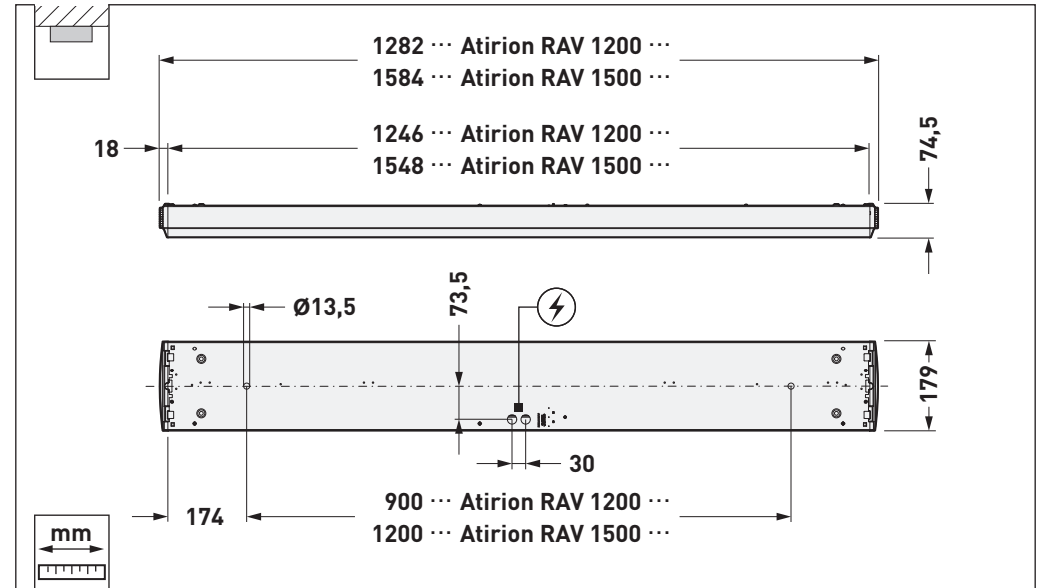 1282 ··· Atirion RAV 1200 ···
1584 ··· Atirion RAV 1500 ···
1246 ··· Atirion RAV 1200 ···
18
1548 ··· Atirion RAV 1500 ···
74,5
Ø13,5
73,5
179
30
900 ··· Atirion RAV 1200 ···
174
1200 ··· Atirion RAV 1500 ···
mm